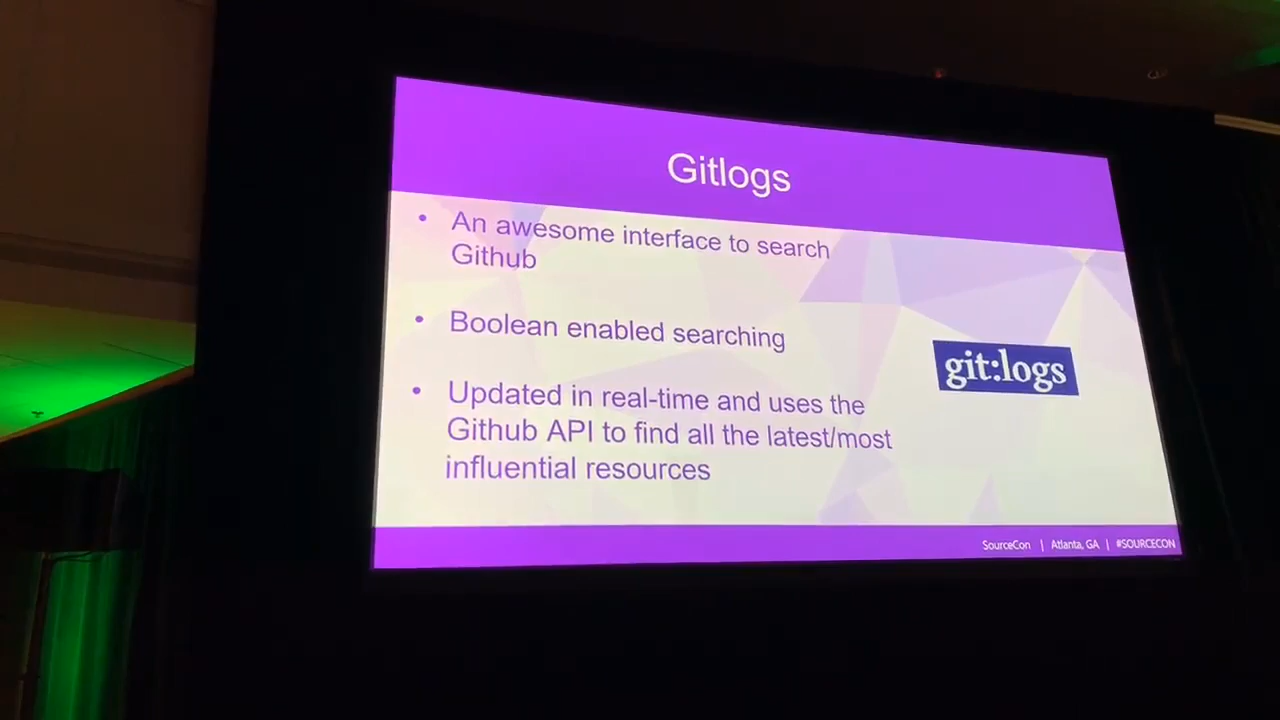 Gitlogs
• An awesome interface to search
Github
• Boolean enabled searching
• Updated in real-time and uses the
Github API to find all the latest/most
influential resources
git:logs
SourceCon | Atlanta, GA | #SOURCECON